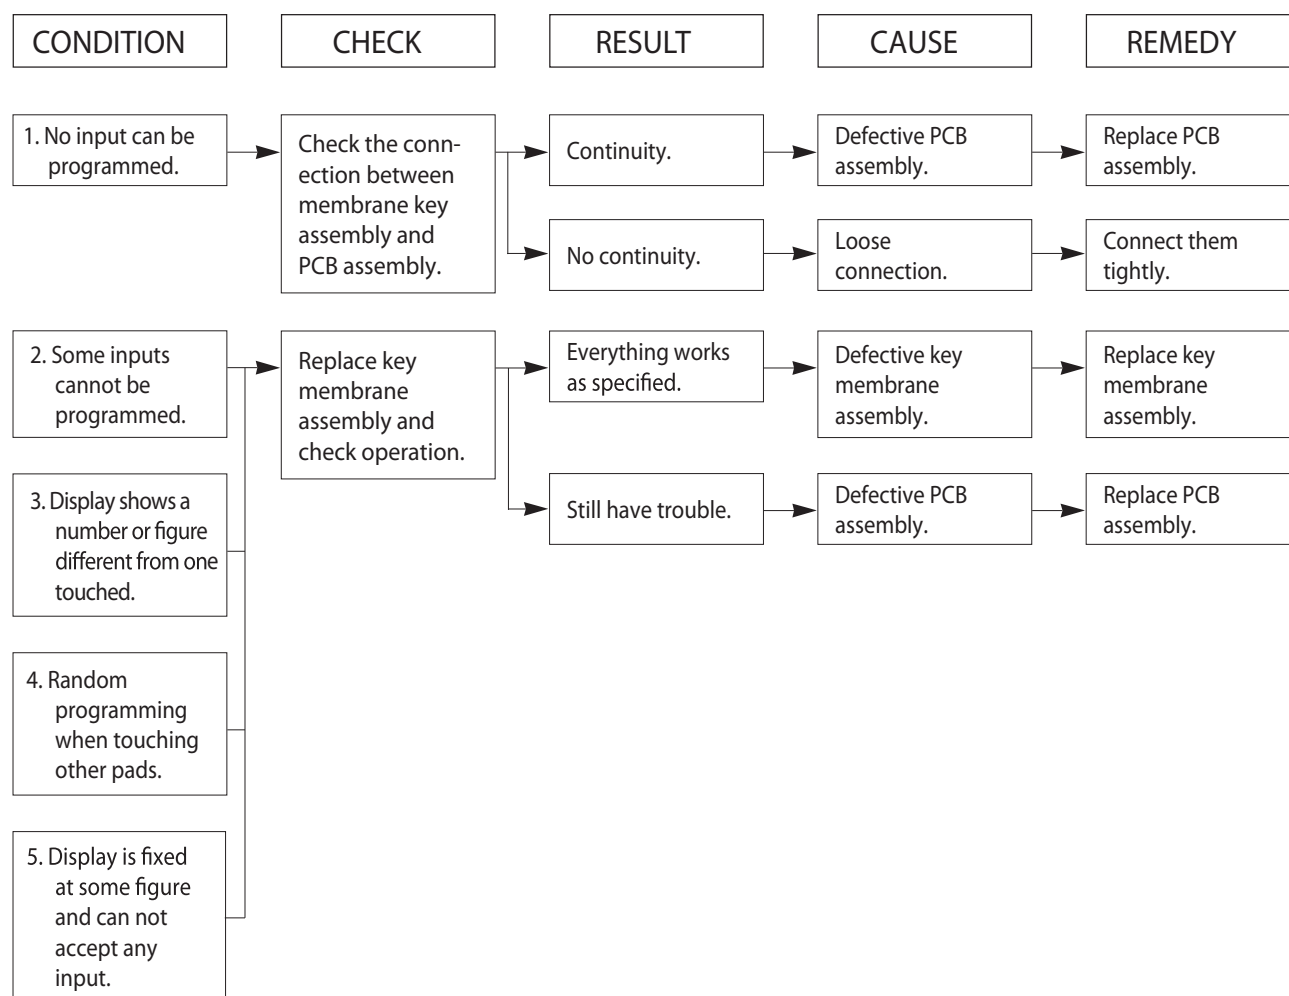 CONDITION
CHECK
RESULT
CAUSE
REMEDY
1. No input can be
programmed.
Check the conn-
ection between
membrane key
assembly and
PCB assembly.
Continuity.
Defective PCB
assembly.
Replace PCB
assembly.
No continuity.
Loose
connection.
Connect them
tightly.
2. Some inputs
cannot be
programmed.
Replace key
membrane
assembly and
check operation.
Everything works
as specified.
Defective key
membrane
assembly.
Replace key
membrane
assembly.
Still have trouble.
Defective PCB
assembly.
Replace PCB
assembly.
3. Display shows a
number or figure
different from one
touched.
4. Random
programming
when touching
other pads.
5. Display is fixed
at some figure
and can not
accept any
input.